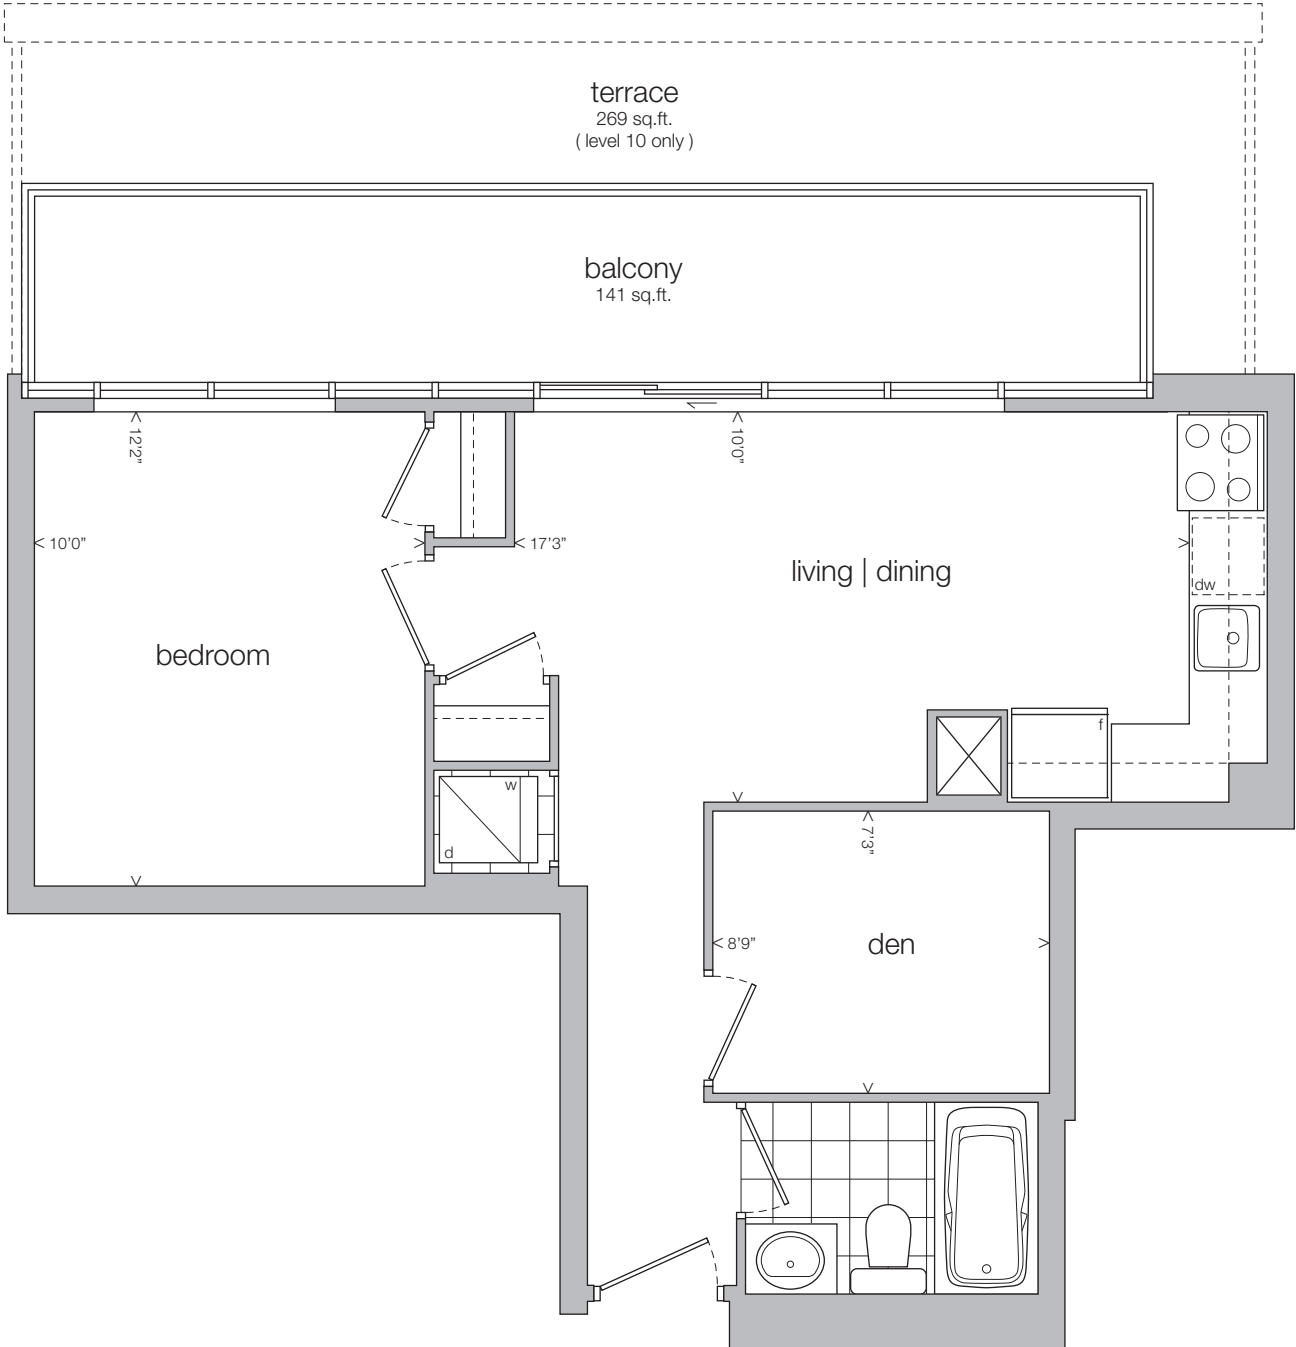 terrace
269 sq.ft.
( level 10 only )
balcony
141 sq.ft.
12'2"
10'0"
10'0"
17'3"
living | dining
dw
bedroom
f
w
d
7'3"
8'9"
den